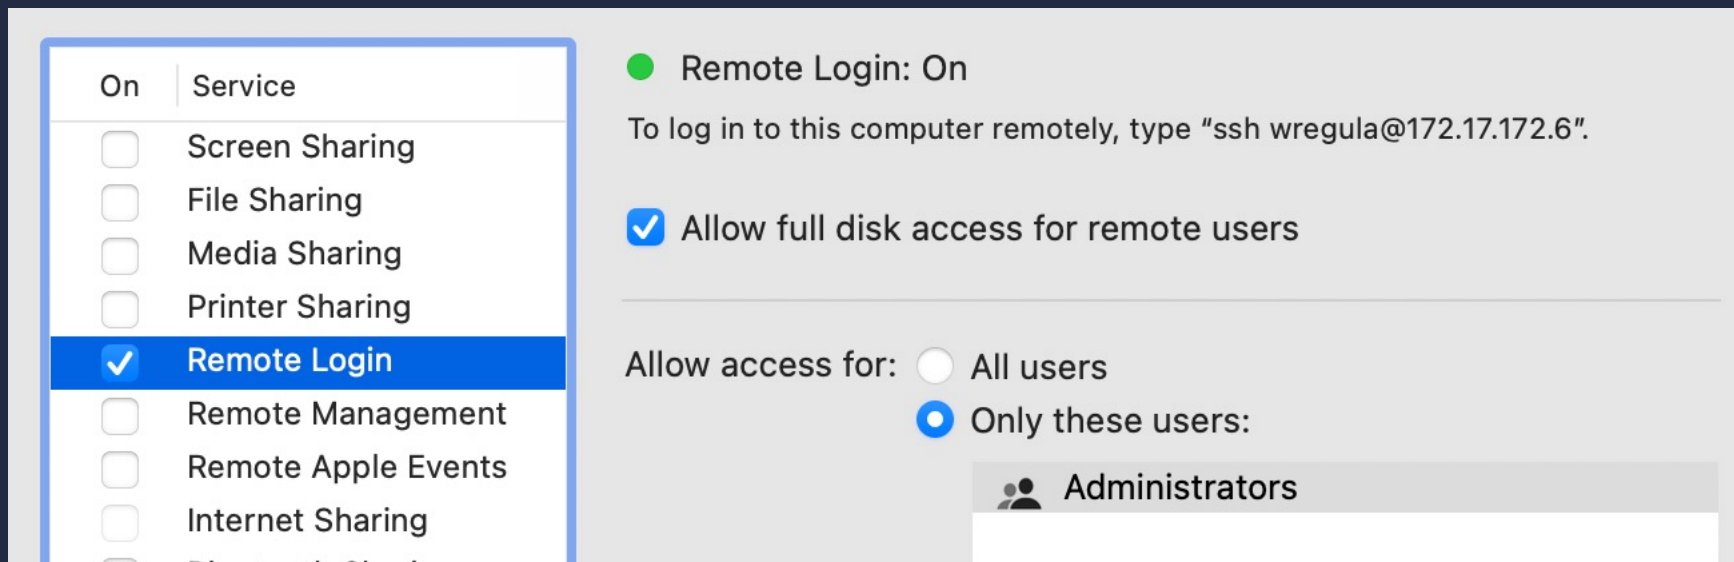 On Service
Screen Sharing
File Sharing
Media Sharing
Printer Sharing
Remote Login
Remote Management
Remote Apple Events
Internet Sharing
Remote Login: On
To log in to this computer remotely, type “ssh wregula@172.17.172.6”.
Allow full disk access for remote users
Allow access for: All users
Only these users:
Administrators